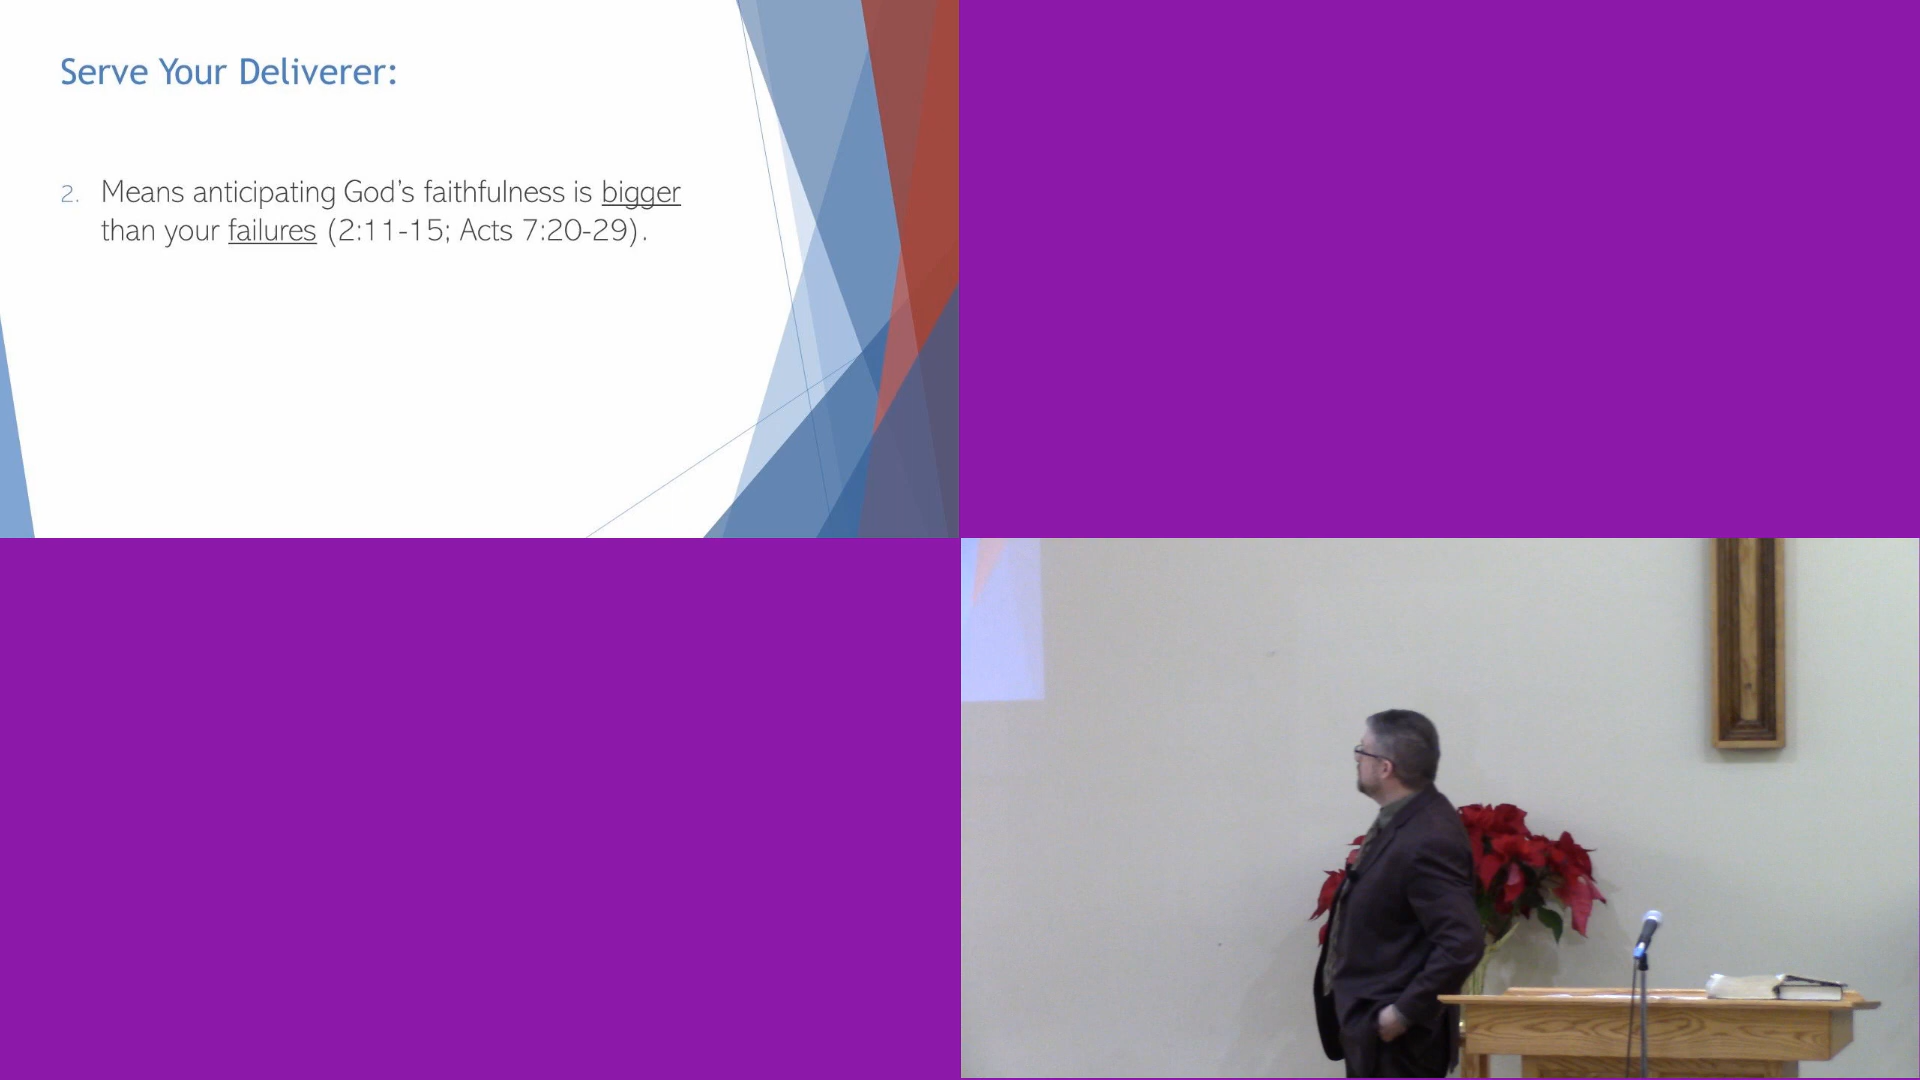 Serve Your Deliverer:
2. Means anticipating God's faithfulness is bigger
than your failures (2:11-15; Acts 7:20-29).